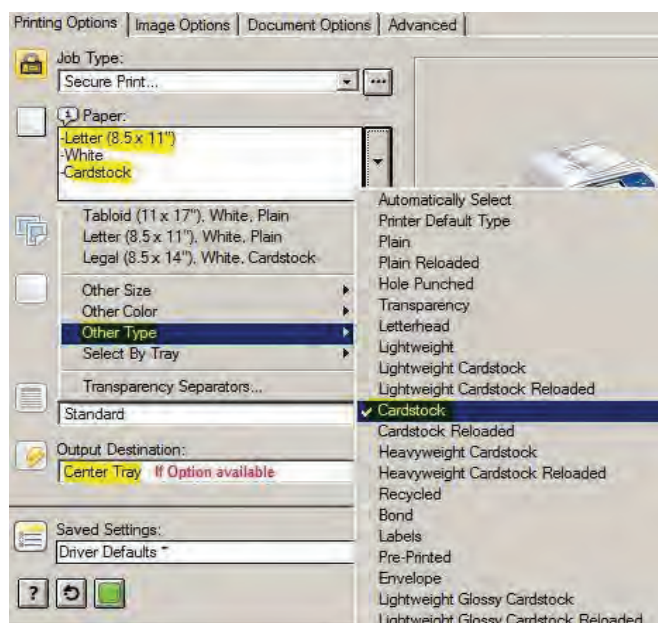 Printing Options Image Options Document Options Advanced
Job Type:
Secure Print...
Paper:
-Letter (8.5 x 11")
-White
-Cardstock
Tabloid (11 x 17"), White, Plain
Letter (8.5 x 11"), White, Plain
Legal (8.5 x 14"), White, Cardstock
Other Size
Other Color
Other Type
Select By Tray
Transparency Separators...
Standard
Output Destination:
Center Tray If Option available
Saved Settings:
Driver Defaults
?
Automatically Select
Printer Default Type
Plain
Plain Reloaded
Hole Punched
Transparency
Letterhead
Lightweight
Lightweight Cardstock
Lightweight Cardstock Reloaded
Cardstock
Cardstock Reloaded
Heavyweight Cardstock
Heavyweight Cardstock Reloaded
Recycled
Bond
Labels
Pre-Printed
Envelope
Lightweight Glossy Cardstock
Lightweight Glossy Cardstock Reloaded